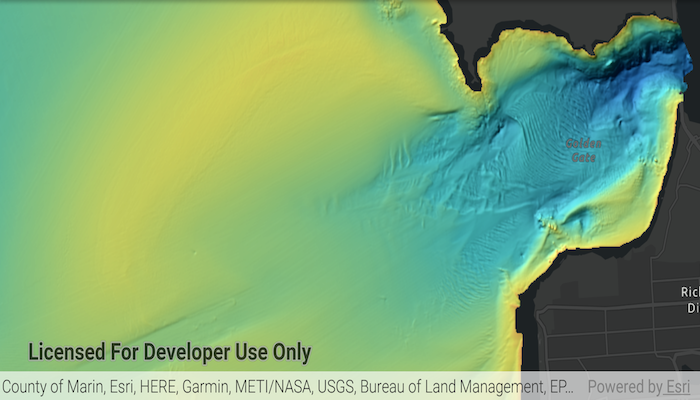 Golden
Gate
Ric
Di
Licensed For Developer Use Only
County of Marin, Esri, HERE, Garmin, METI/NASA, USGS, Bureau of Land Management, EP... Powered by Esri